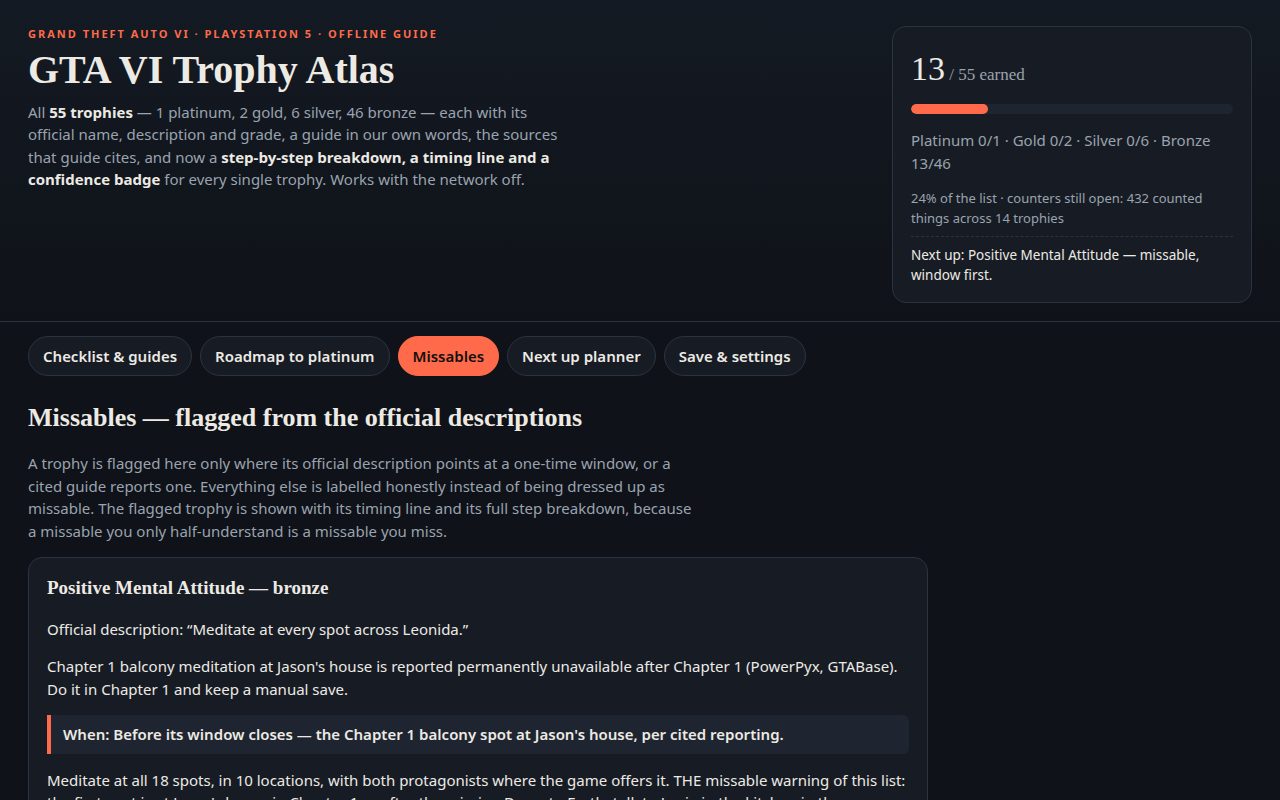 GRAND THEFT AUTO VI · PLAYSTATION 5 · OFFLINE GUIDE
GTA VI Trophy Atlas
All 55 trophies — 1 platinum, 2 gold, 6 silver, 46 bronze — each with its
official name, description and grade, a guide in our own words, the sources
that guide cites, and now a step-by-step breakdown, a timing line and a
confidence badge for every single trophy. Works with the network off.
13 / 55 earned
Platinum 0/1 · Gold 0/2 · Silver 0/6 · Bronze
13/46
24% of the list · counters still open: 432 counted
things across 14 trophies
Next up: Positive Mental Attitude — missable,
window first.
Checklist & guides
Roadmap to platinum
Missables
Next up planner
Save & settings
Missables — flagged from the official descriptions
A trophy is flagged here only where its official description points at a one-time window, or a
cited guide reports one. Everything else is labelled honestly instead of being dressed up as
missable. The flagged trophy is shown with its timing line and its full step breakdown, because
a missable you only half-understand is a missable you miss.
Positive Mental Attitude — bronze
Official description: “Meditate at every spot across Leonida.”
Chapter 1 balcony meditation at Jason's house is reported permanently unavailable after Chapter 1 (PowerPyx, GTABase).
Do it in Chapter 1 and keep a manual save.
When: Before its window closes — the Chapter 1 balcony spot at Jason's house, per cited reporting.
Meditate at all 18 spots, in 10 locations, with both protagonists where the game offers it. THE missable warning of this list: